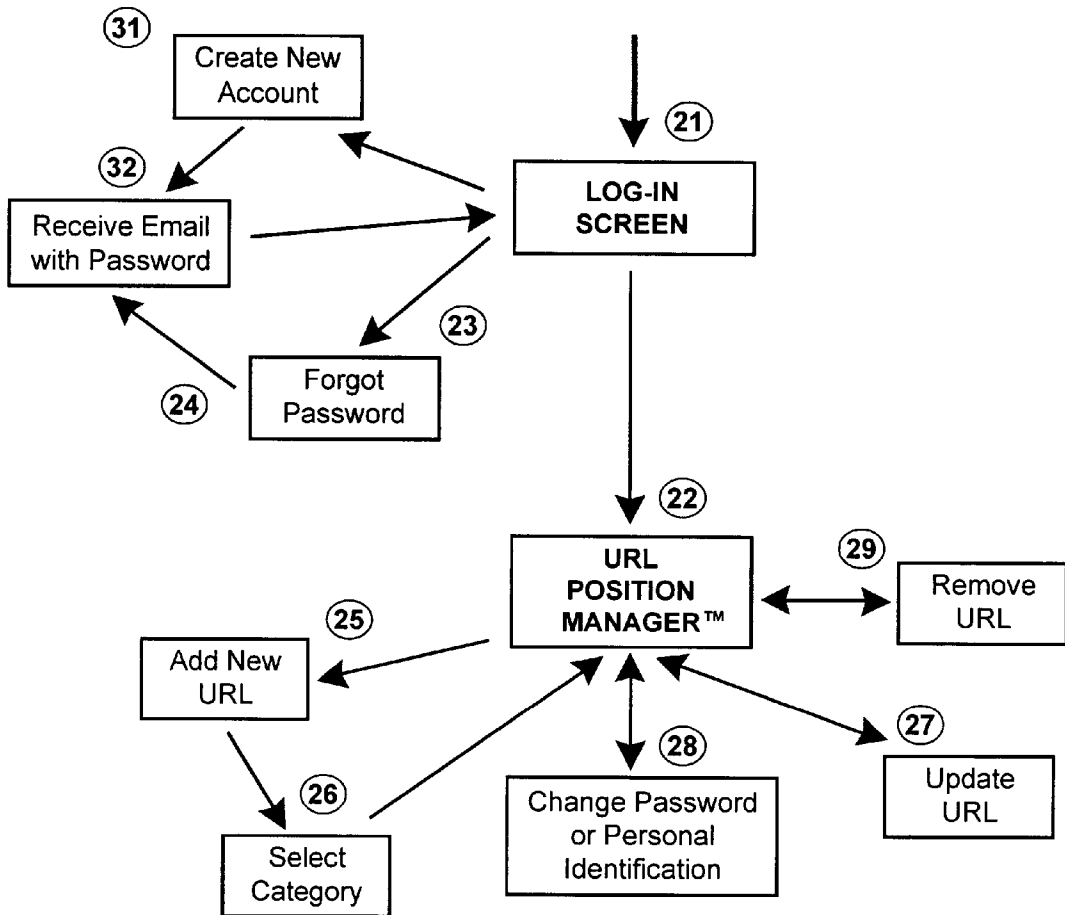 31
Create New
Account
21
32
LOG-IN
SCREEN
Receive Email
with Password
23
Forgot
Password
24
22
URL
POSITION
MANAGER™
29
Remove
URL
25
Add New
URL
27
Update
URL
28
Change Password
or Personal
Identification
26
Select
Category